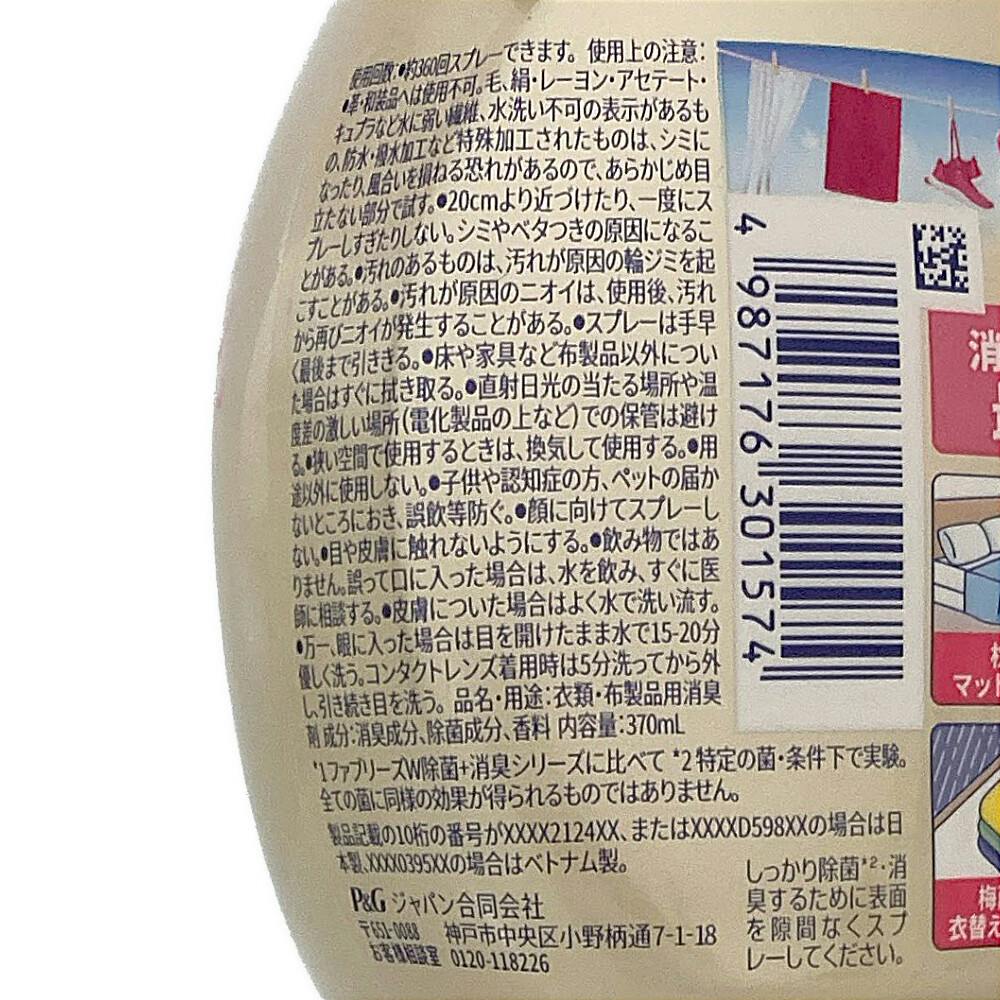 使用回数:●約360回スプレーできます。 使用上の注意:
●革・和装品へは使用不可。毛、絹・レーヨン・アセテート・
キュプラなど水に弱い繊維、水洗い不可の表示があるも
の、防水・撥水加工など特殊加工されたものは、シミに
なったり、風合いを損ねる恐れがあるので、あらかじめ目
立たない部分で試す。●20cmより近づけたり、一度にス
プレーしすぎたりしない。シミやベタつきの原因になるこ
とがある。●汚れのあるものは、汚れが原因の輪ジミを起
こすことがある。●汚れが原因のニオイは、使用後、汚れ
から再びニオイが発生することがある。●スプレーは手早
く最後まで引ききる。●床や家具など布製品以外につい
た場合はすぐに拭き取る。●直射日光の当たる場所や温
度差の激しい場所(電化製品の上など)での保管は避け
る。●狭い空間で使用するときは、換気して使用する。●用
途以外に使用しない。●子供や認知症の方、ペットの届か
ないところにおき、誤飲等防ぐ。●顔に向けてスプレーし
ない。●目や皮膚に触れないようにする。●飲み物ではあ
りません。誤って口に入った場合は、水を飲み、すぐに医
師に相談する。●皮膚についた場合はよく水で洗い流す。
●万一、眼に入った場合は目を開けたまま水で15-20分
優しく洗う。コンタクトレンズ着用時は5分洗ってから外
し、引き続き目を洗う。 品名・用途:衣類・布製品用消臭
剤 成分:消臭成分、除菌成分、香料 内容量:370mL
*1ファブリーズW除菌+消臭シリーズに比べて *2特定の菌・条件下で実験。
全ての菌に同様の効果が得られるものではありません。
製品記載の10桁の番号がXXXX2124XX、またはXXXXD598XXの場合は日
本製、XXXX0395XXの場合はベトナム製。
P&G ジャパン合同会社
〒651-0088 神戸市中央区小野柄通7-1-18
お客様相談室 0120-118226
しっかり除菌*2・消
臭するために表面
を隙間なくスプ
レーしてください。
4 987176 301574
消
マット
梅
衣替え